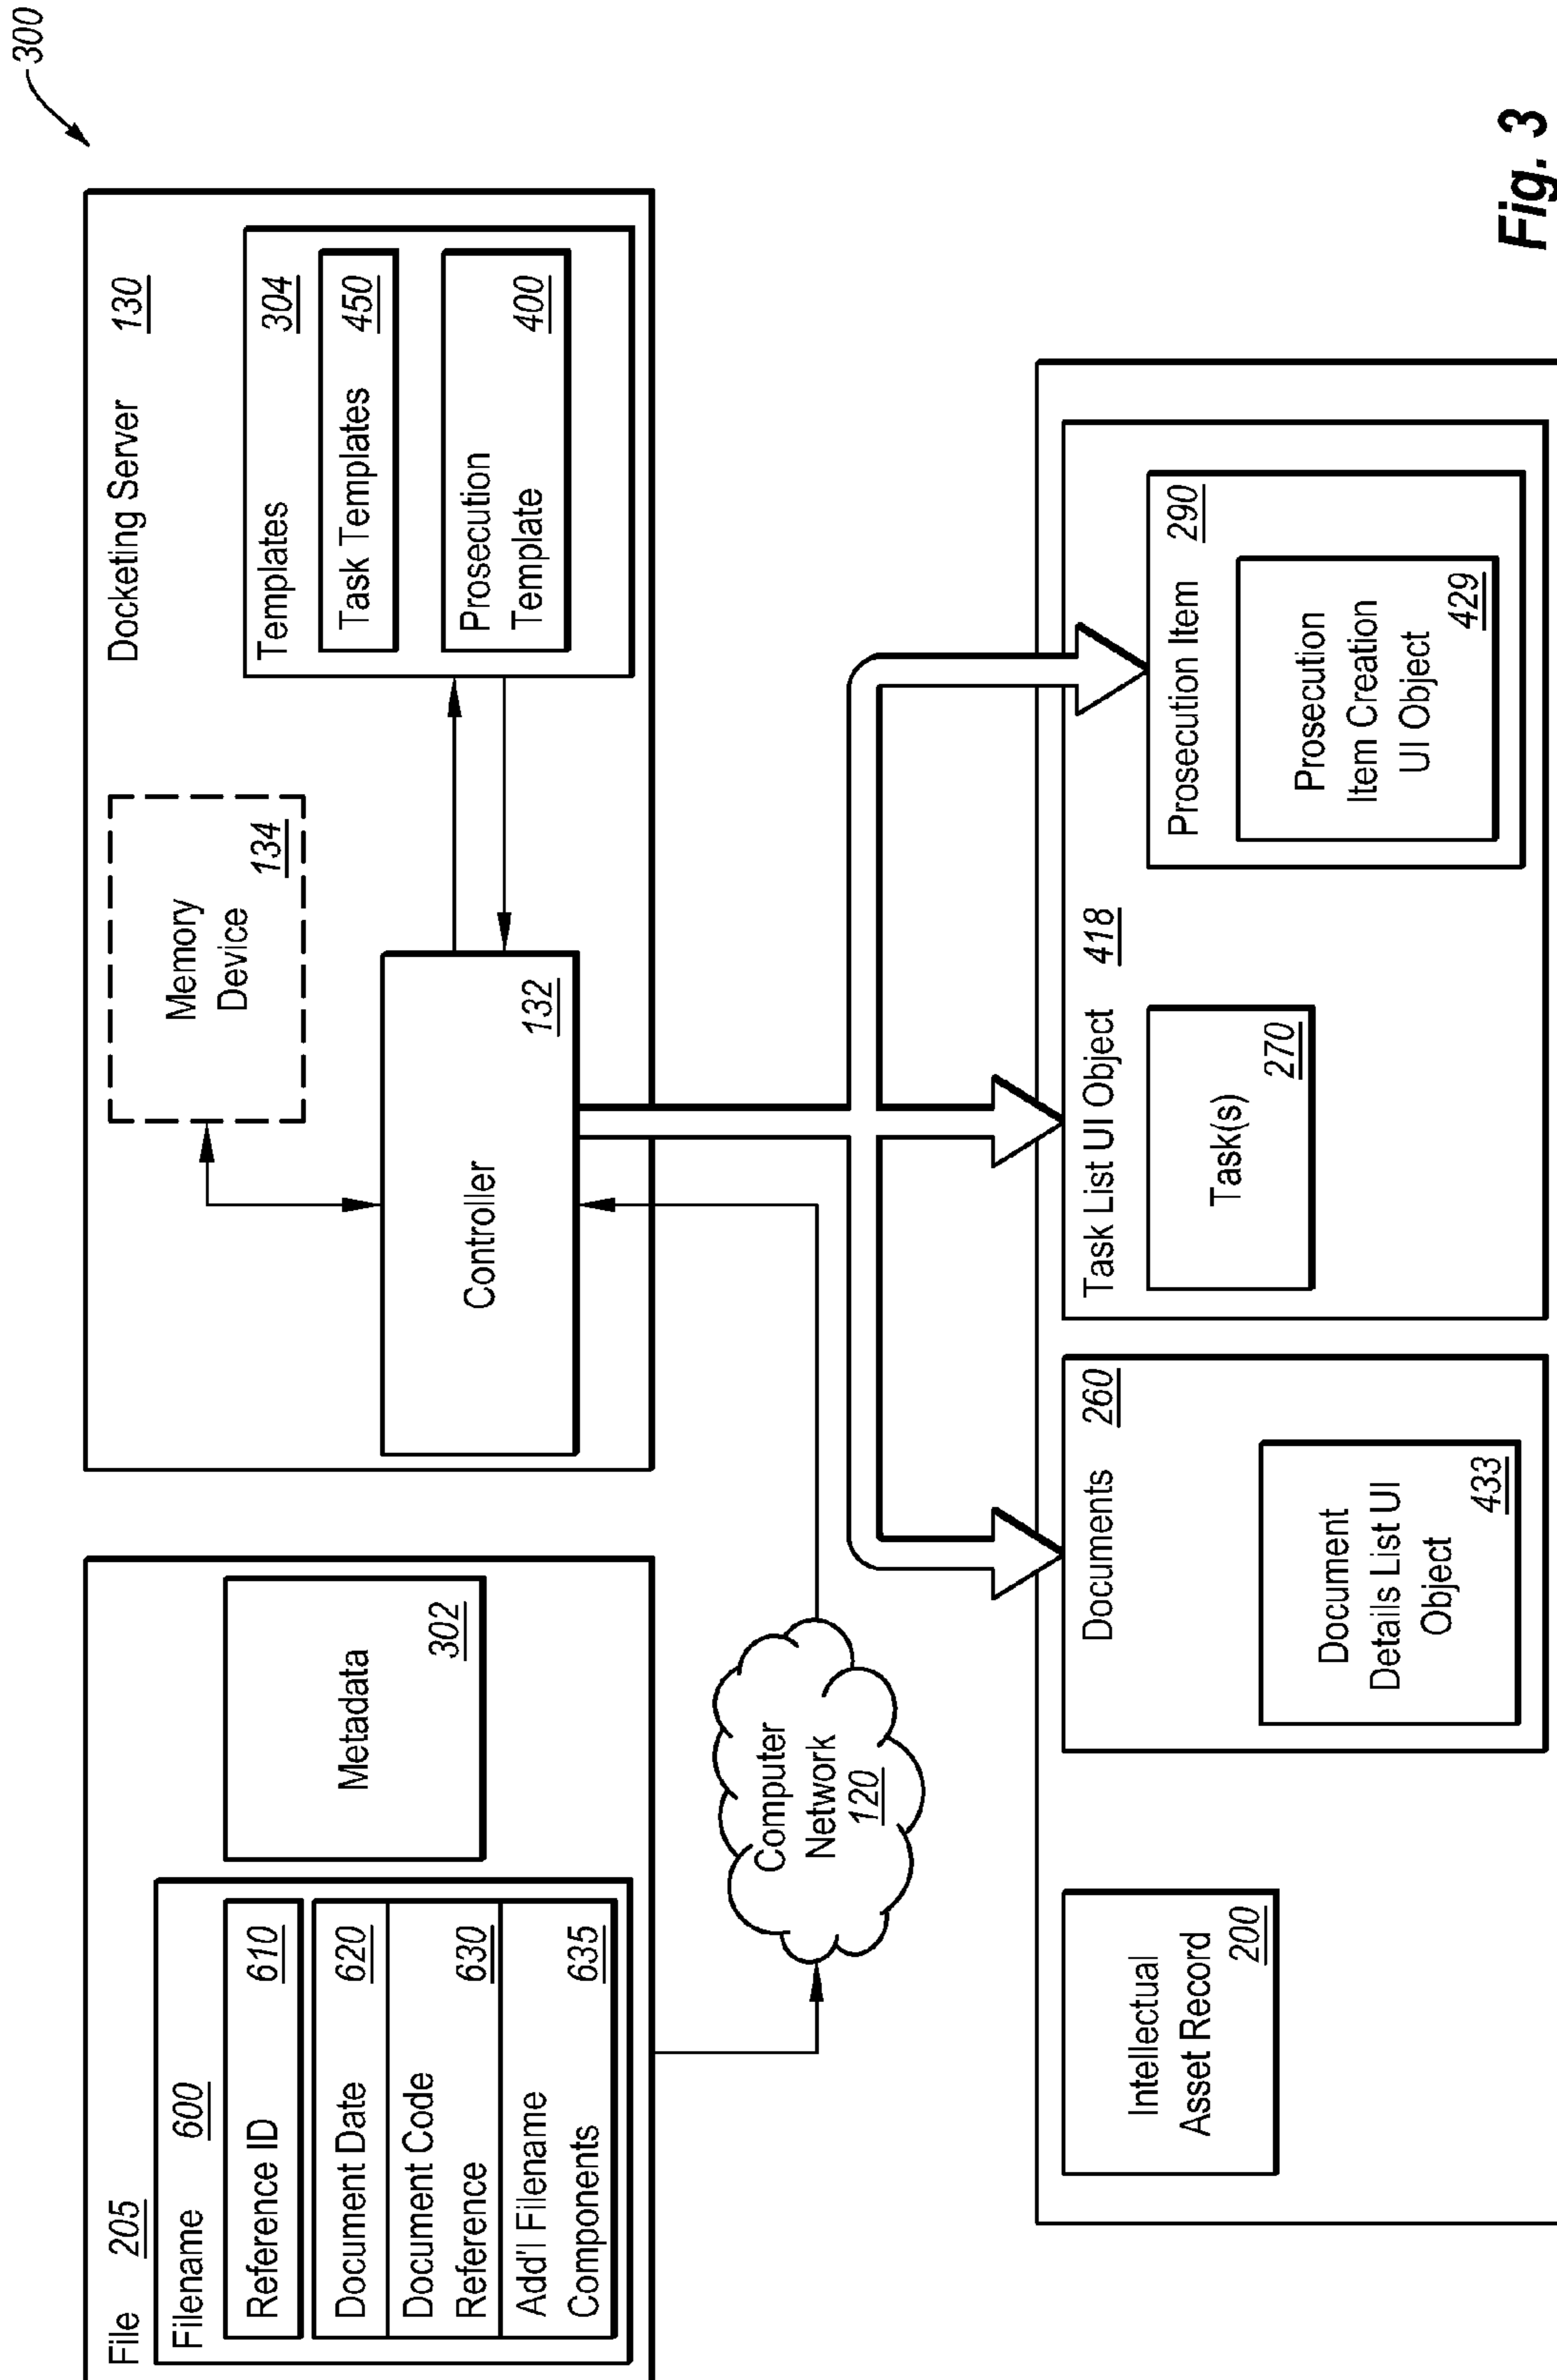 300
File 205
Filename 600
Reference ID 610
Document Date 620
Document Code
Reference 630
Add'l Filename
Components 635
Metadata
302
Docketing Server 130
Memory
Device
134
Controller
132
Templates 304
Task Templates 450
Prosecution
Template 400
Computer
Network
120
Intellectual
Asset Record
200
Documents 260
Document
Details List UI
Object
433
Task List UI Object 418
Task(s)
270
Prosecution Item 290
Prosecution
Item Creation
UI Object
429
Fig. 3